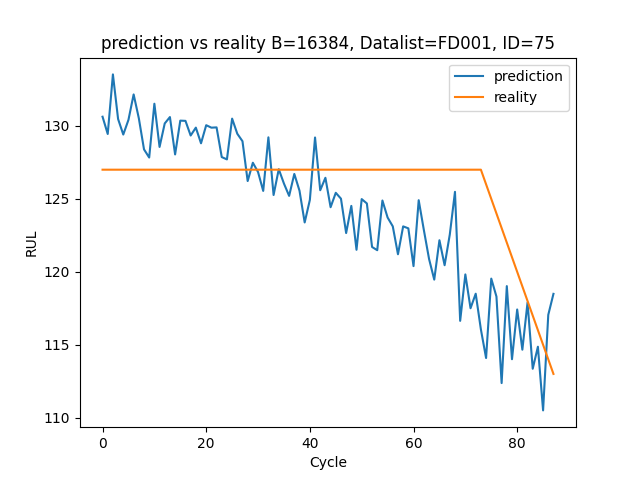 prediction vs reality B=16384, Datalist=FD001, ID=75
prediction
reality
RUL
130
125
120
115
110
0 20 40 60 80
Cycle